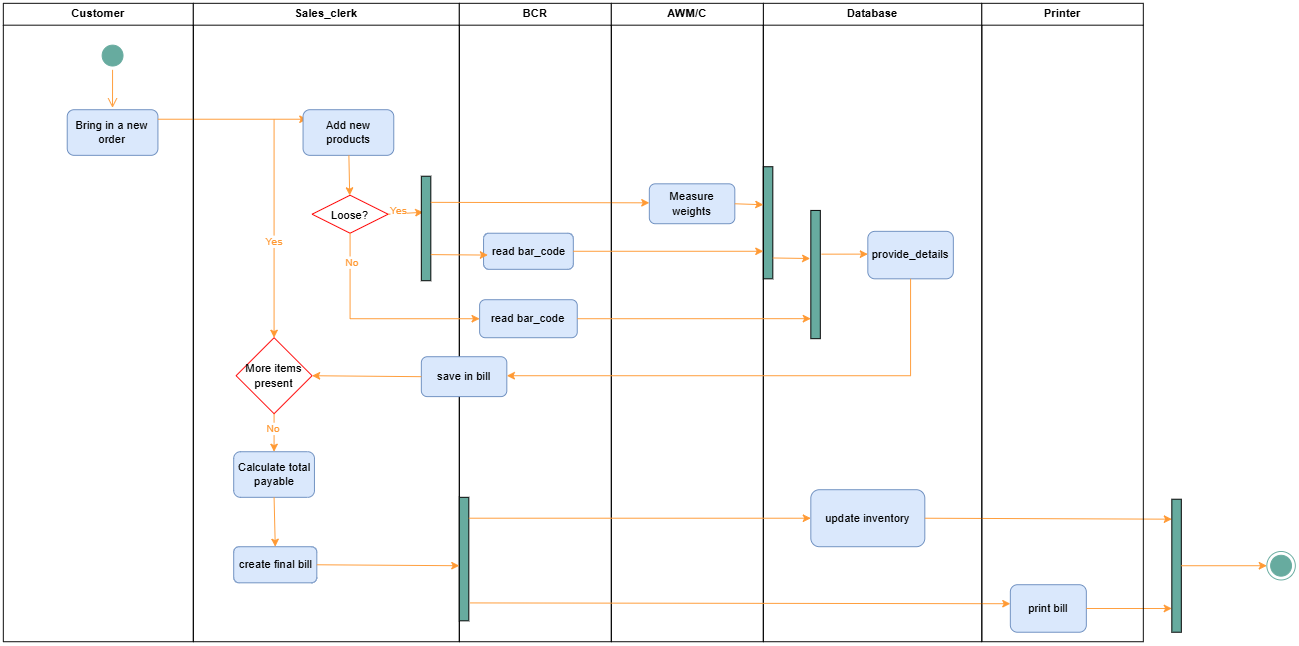 Customer
Sales_clerk
BCR
AWM/C
Database
Printer
Bring in a new
order
Add new
products
Loose?
Yes
Measure
weights
Yes
read bar_code
provide_details
No
read bar_code
More items
present
save in bill
No
Calculate total
payable
update inventory
create final bill
print bill